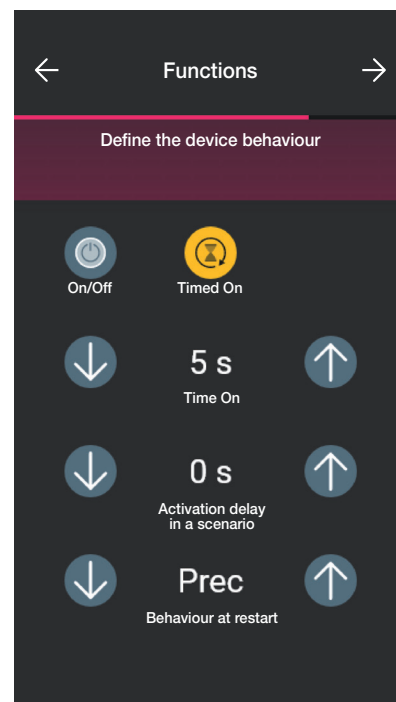 Functions
Define the device behaviour
On/Off
Timed On
5 s
Time On
0 s
Activation delay
in a scenario
Prec
Behaviour at restart